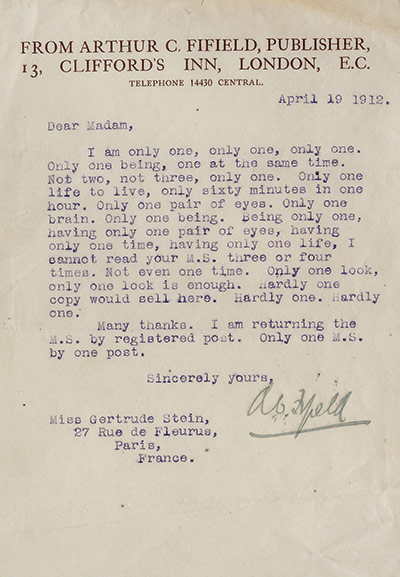 FROM ARTHUR C. FIFIELD, PUBLISHER,
13, CLIFFORD'S INN, LONDON, E.C.
TELEPHONE 14430 CENTRAL.
April 19 1912.
Dear Madam,
I am only one, only one, only one.
Only one being, one at the same time.
Not two, not three, only one. Only one
life to live, only sixty minutes in one
hour. Only one pair of eyes. Only one
brain. Only one being. Being only one,
having only one pair of eyes, having
only one time, having only one life, I
cannot read your M.S. three or four
times. Not even one time. Only one look,
only one look is enough. Hardly one
copy would sell here. Hardly one. Hardly
one.
Many thanks. I am returning the
M.S. by registered post. Only one M.S.
by one post.
Sincerely yours,
A.C. Fifield
Miss Gertrude Stein,
27 Rue de Fleurus,
Paris,
France.